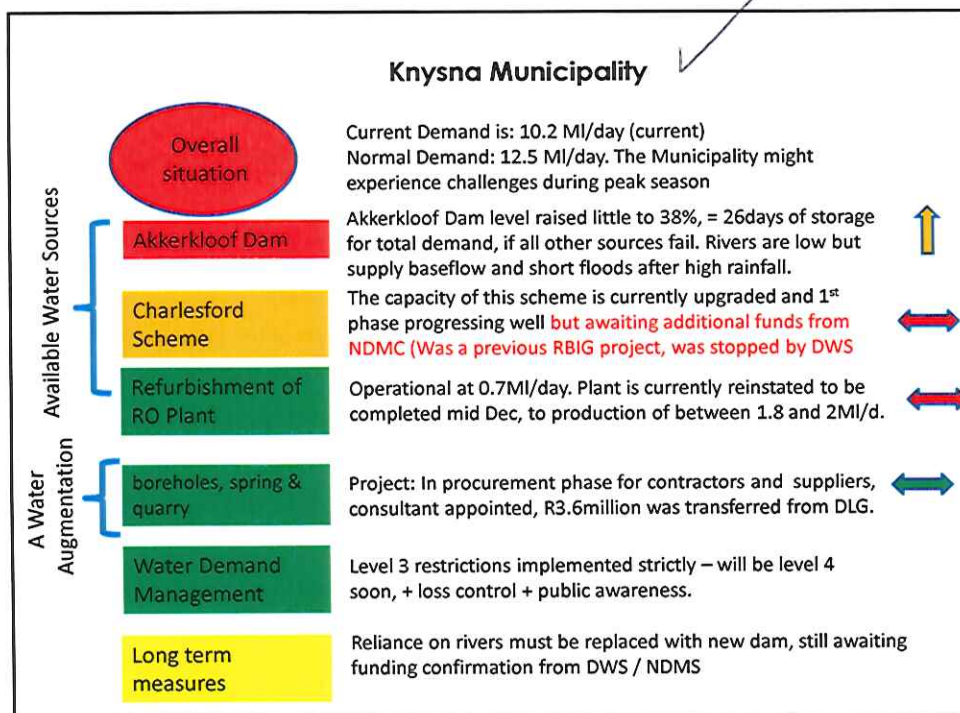 Knysna Municipality
Overall
situation
Current Demand is: 10.2 Ml/day (current)
Normal Demand: 12.5 Ml/day. The Municipality might
experience challenges during peak season
Available Water Sources
Akkerkloof Dam
Akkerkloof Dam level raised little to 38%, = 26days of storage
for total demand, if all other sources fail. Rivers are low but
supply baseflow and short floods after high rainfall.
Charlesford
Scheme
The capacity of this scheme is currently upgraded and 1st
phase progressing well but awaiting additional funds from
NDMC (Was a previous RBIG project, was stopped by DWS
Refurbishment of
RO Plant
Operational at 0.7Ml/day. Plant is currently reinstated to be
completed mid Dec, to production of between 1.8 and 2Ml/d.
A Water
Augmentation
boreholes, spring &
quarry
Project: In procurement phase for contractors and suppliers,
consultant appointed, R3.6million was transferred from DLG.
Water Demand
Management
Level 3 restrictions implemented strictly – will be level 4
soon, + loss control + public awareness.
Long term
measures
Reliance on rivers must be replaced with new dam, still awaiting
funding confirmation from DWS / NDMS